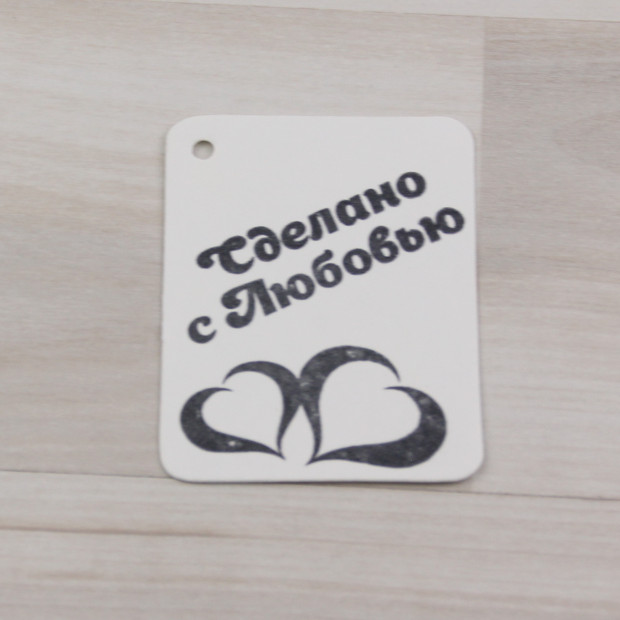 Сделано
с Любовью